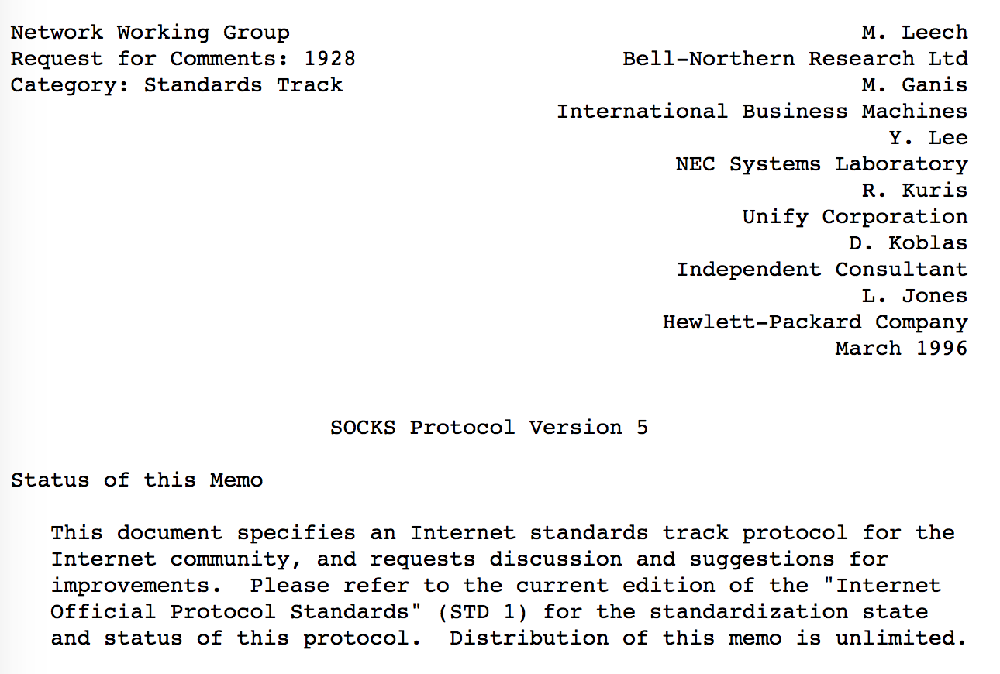 Network Working Group M. Leech
Request for Comments: 1928 Bell-Northern Research Ltd
Category: Standards Track M. Ganis
International Business Machines
Y. Lee
NEC Systems Laboratory
R. Kuris
Unify Corporation
D. Koblas
Independent Consultant
L. Jones
Hewlett-Packard Company
March 1996
SOCKS Protocol Version 5
Status of this Memo
This document specifies an Internet standards track protocol for the
Internet community, and requests discussion and suggestions for
improvements.  Please refer to the current edition of the "Internet
Official Protocol Standards" (STD 1) for the standardization state
and status of this protocol.  Distribution of this memo is unlimited.